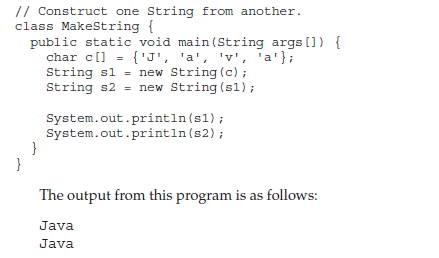 // Construct one String from another.
class MakeString {
  public static void main(String args[]) {
    char c[] = {'J', 'a', 'v', 'a'};
    String s1 = new String(c);
    String s2 = new String(s1);

    System.out.println(s1);
    System.out.println(s2);
  }
}
The output from this program is as follows:
Java
Java